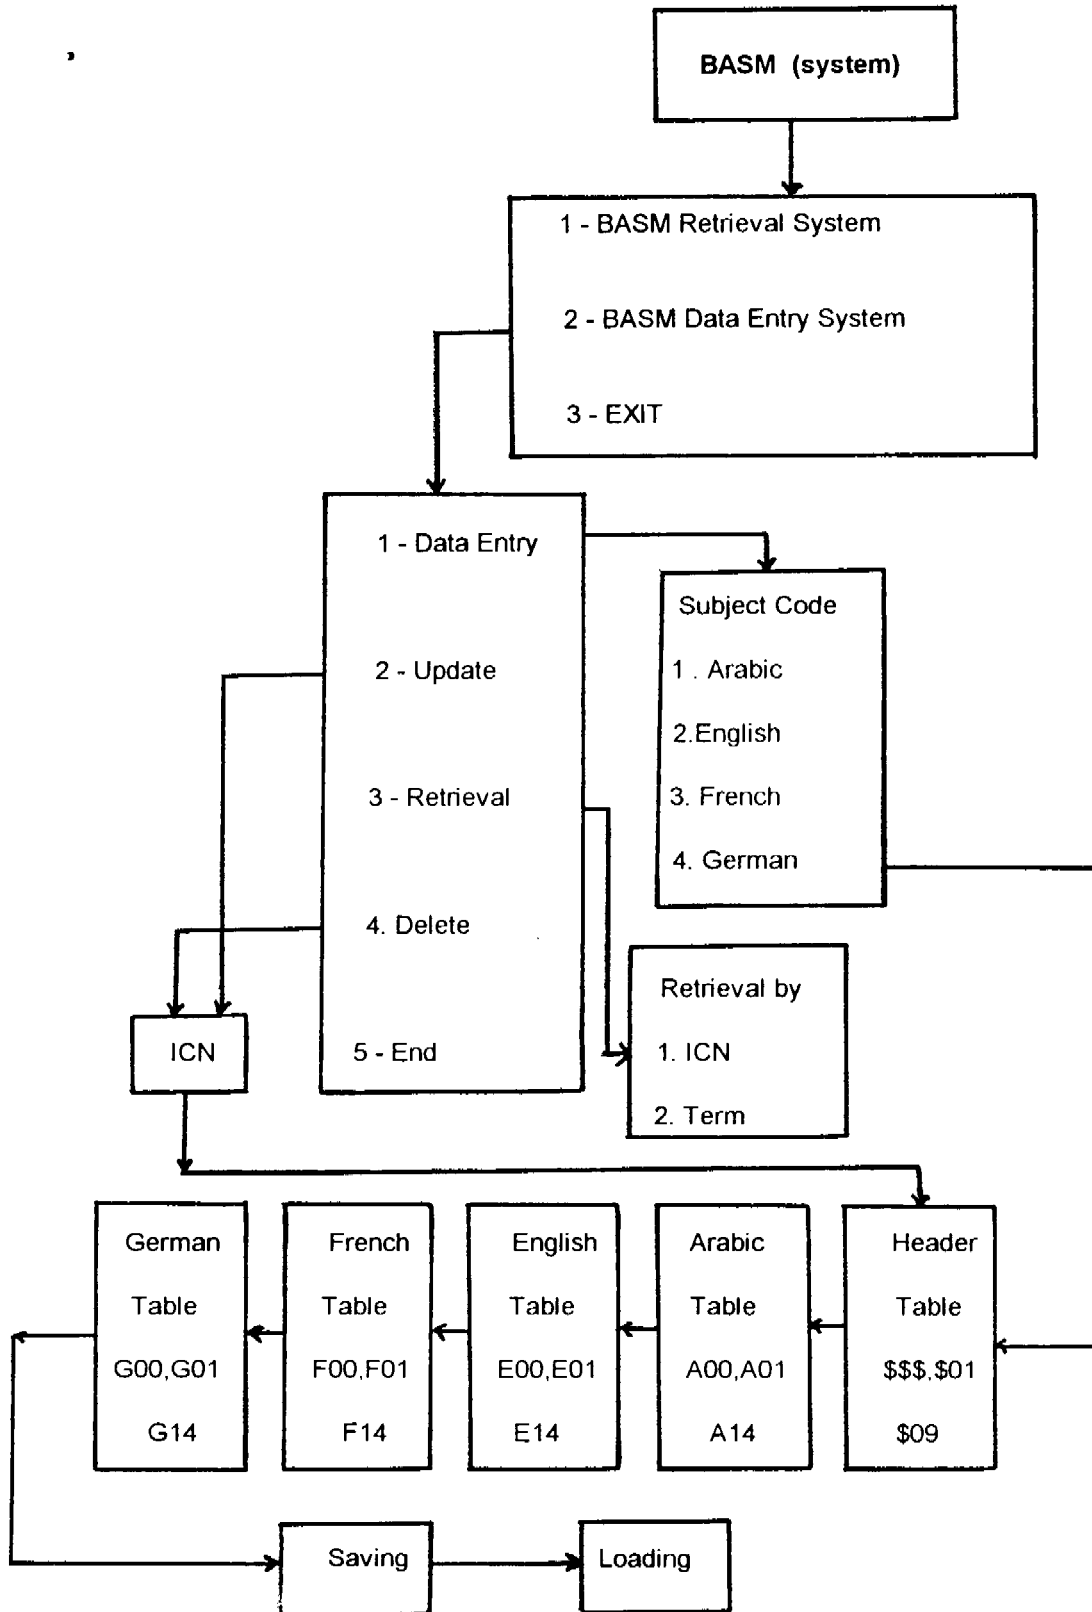 BASM (system)
1 - BASM Retrieval System
2 - BASM Data Entry System
3 - EXIT
1 - Data Entry
2 - Update
3 - Retrieval
4. Delete
5 - End
Subject Code
1 . Arabic
2.English
3. French
4. German
Retrieval by
1. ICN
2. Term
ICN
German
Table
G00,G01
G14
French
Table
F00,F01
F14
English
Table
E00,E01
E14
Arabic
Table
A00,A01
A14
Header
Table
$$$,$01
$09
Saving
Loading